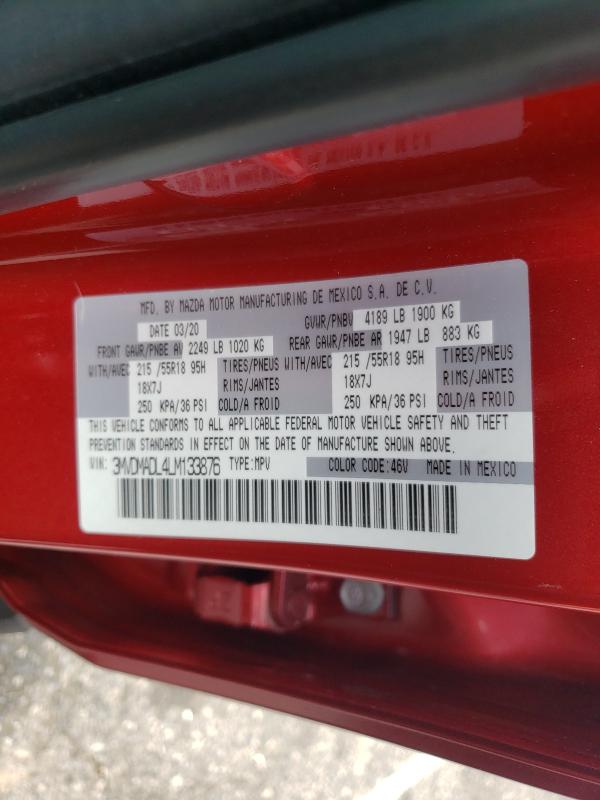 MFD. BY MAZDA MOTOR MANUFACTURING DE MEXICO S.A. DE C.V.
DATE 03/20 GVWR/PNBV 4189 LB 1900 KG
FRONT GAWR/PNBE AV 2249 LB 1020 KG REAR GAWR/PNBE AR 1947 LB 883 KG
WITH/AVEC 215 /55R18 95H TIRES/PNEUS WITH/AVEC 215 /55R18 95H TIRES/PNEUS
18X7J RIMS/JANTES 18X7J RIMS/JANTES
250 KPA/36 PSI COLD/A FROID 250 KPA/36 PSI COLD/A FROID
THIS VEHICLE CONFORMS TO ALL APPLICABLE FEDERAL MOTOR VEHICLE SAFETY AND THEFT
PREVENTION STANDARDS IN EFFECT ON THE DATE OF MANUFACTURE SHOWN ABOVE.
VIN: 3MVDMADL4LM133876 TYPE:MPV COLOR CODE:46V MADE IN MEXICO